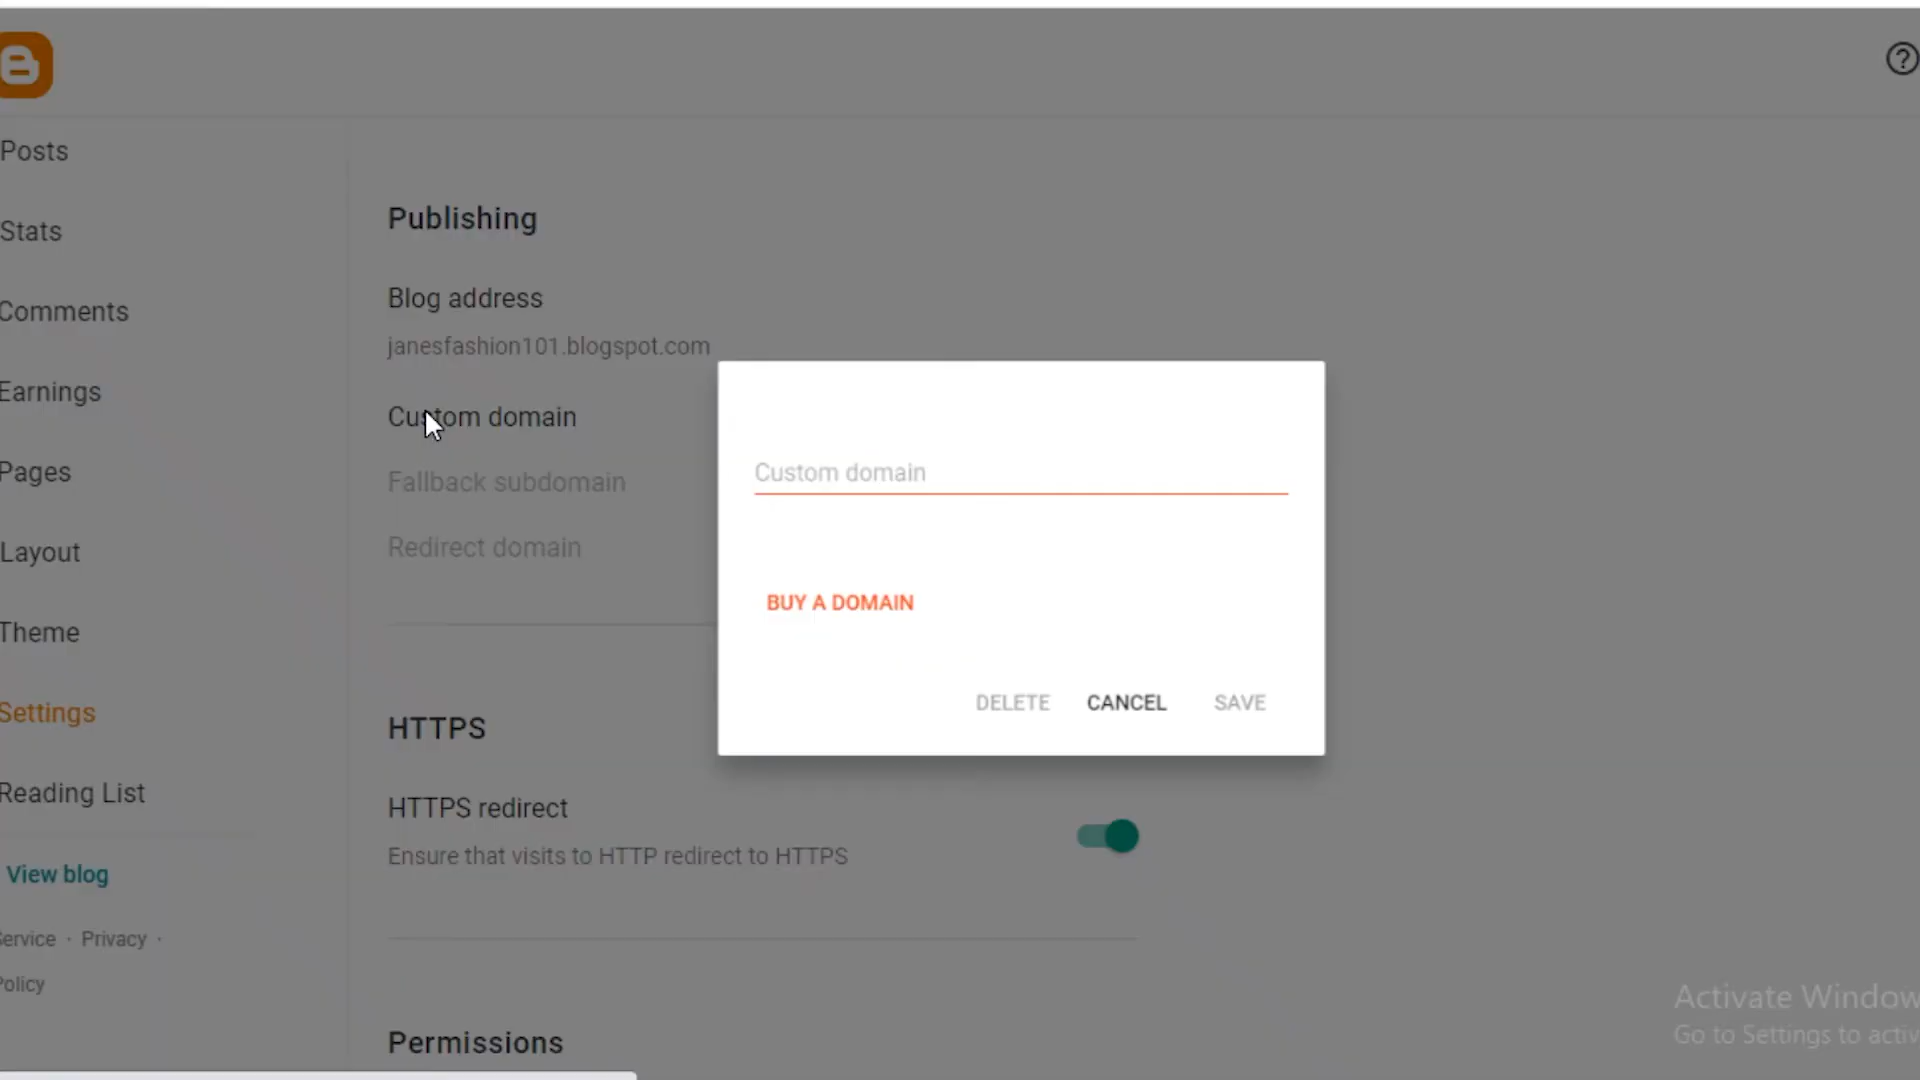 Posts
Stats
Comments
Earnings
Pages
Layout
Theme
Settings
Reading List
View blog
Service · Privacy ·
Policy
Publishing
Blog address
janesfashion101.blogspot.com
Custom domain
Fallback subdomain
Redirect domain
HTTPS
HTTPS redirect
Ensure that visits to HTTP redirect to HTTPS
Permissions
Custom domain
BUY A DOMAIN
DELETE CANCEL SAVE
Activate Window
Go to Settings to activ